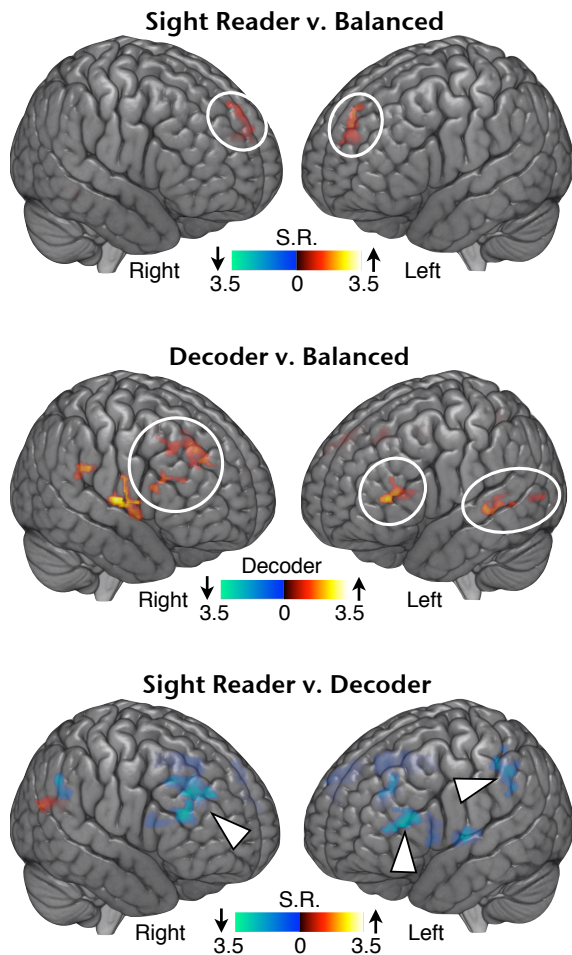 Sight Reader v. Balanced
S.R.
Right
Left
3.5 0 3.5
Decoder v. Balanced
Decoder
Right
Left
3.5 0 3.5
Sight Reader v. Decoder
S.R.
Right
Left
3.5 0 3.5